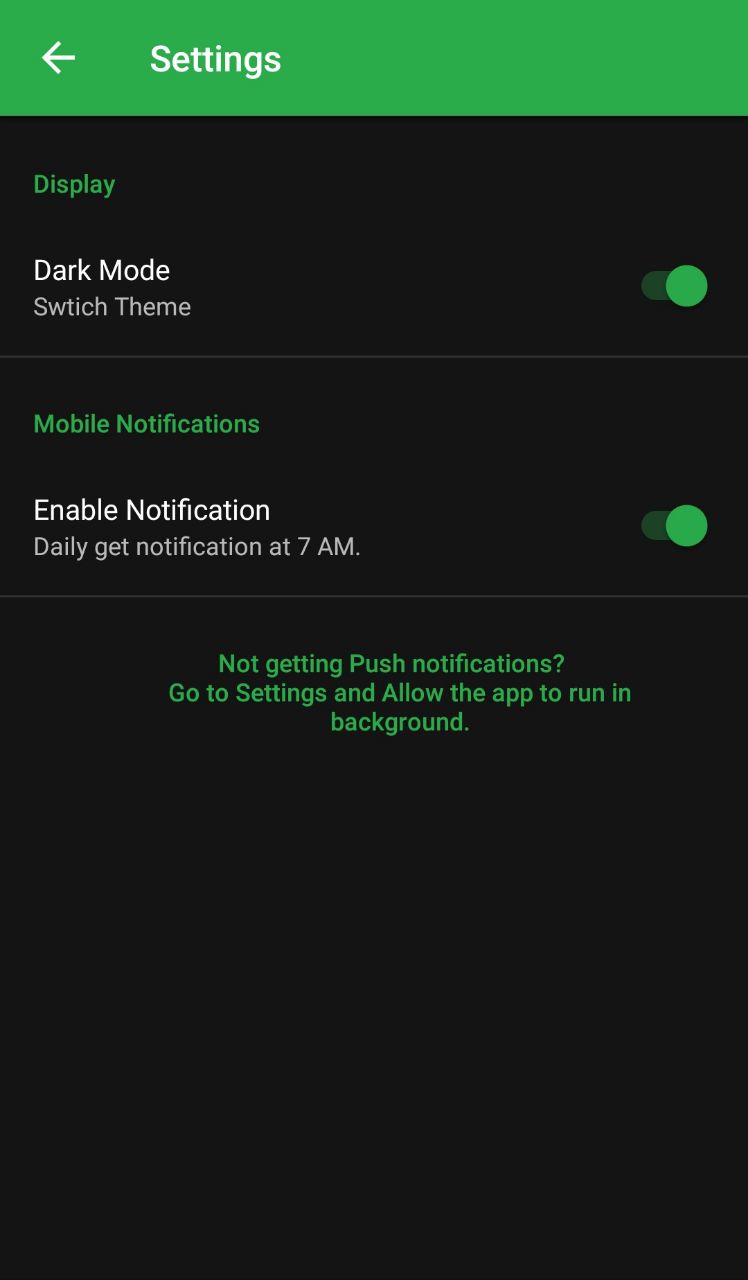 Settings
Display
Dark Mode
Swtich Theme
Mobile Notifications
Enable Notification
Daily get notification at 7 AM.
Not getting Push notifications?
Go to Settings and Allow the app to run in
background.